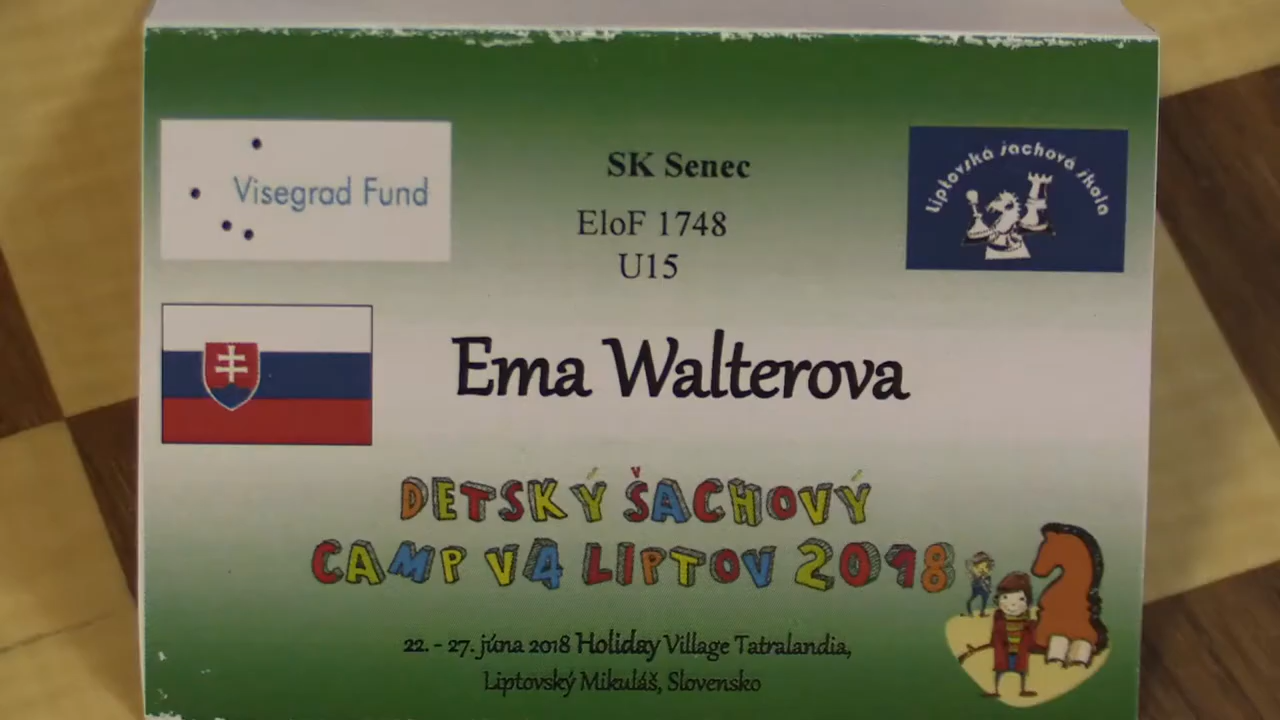 Visegrad Fund
SK Senec
EloF 1748
U15
Liptovská šachová škola
Ema Walterova
DETSKÝ ŠACHOVÝ
CAMP V4 LIPTOV 2018
22. - 27. júna 2018 Holiday Village Tatralandia,
Liptovský Mikuláš, Slovensko